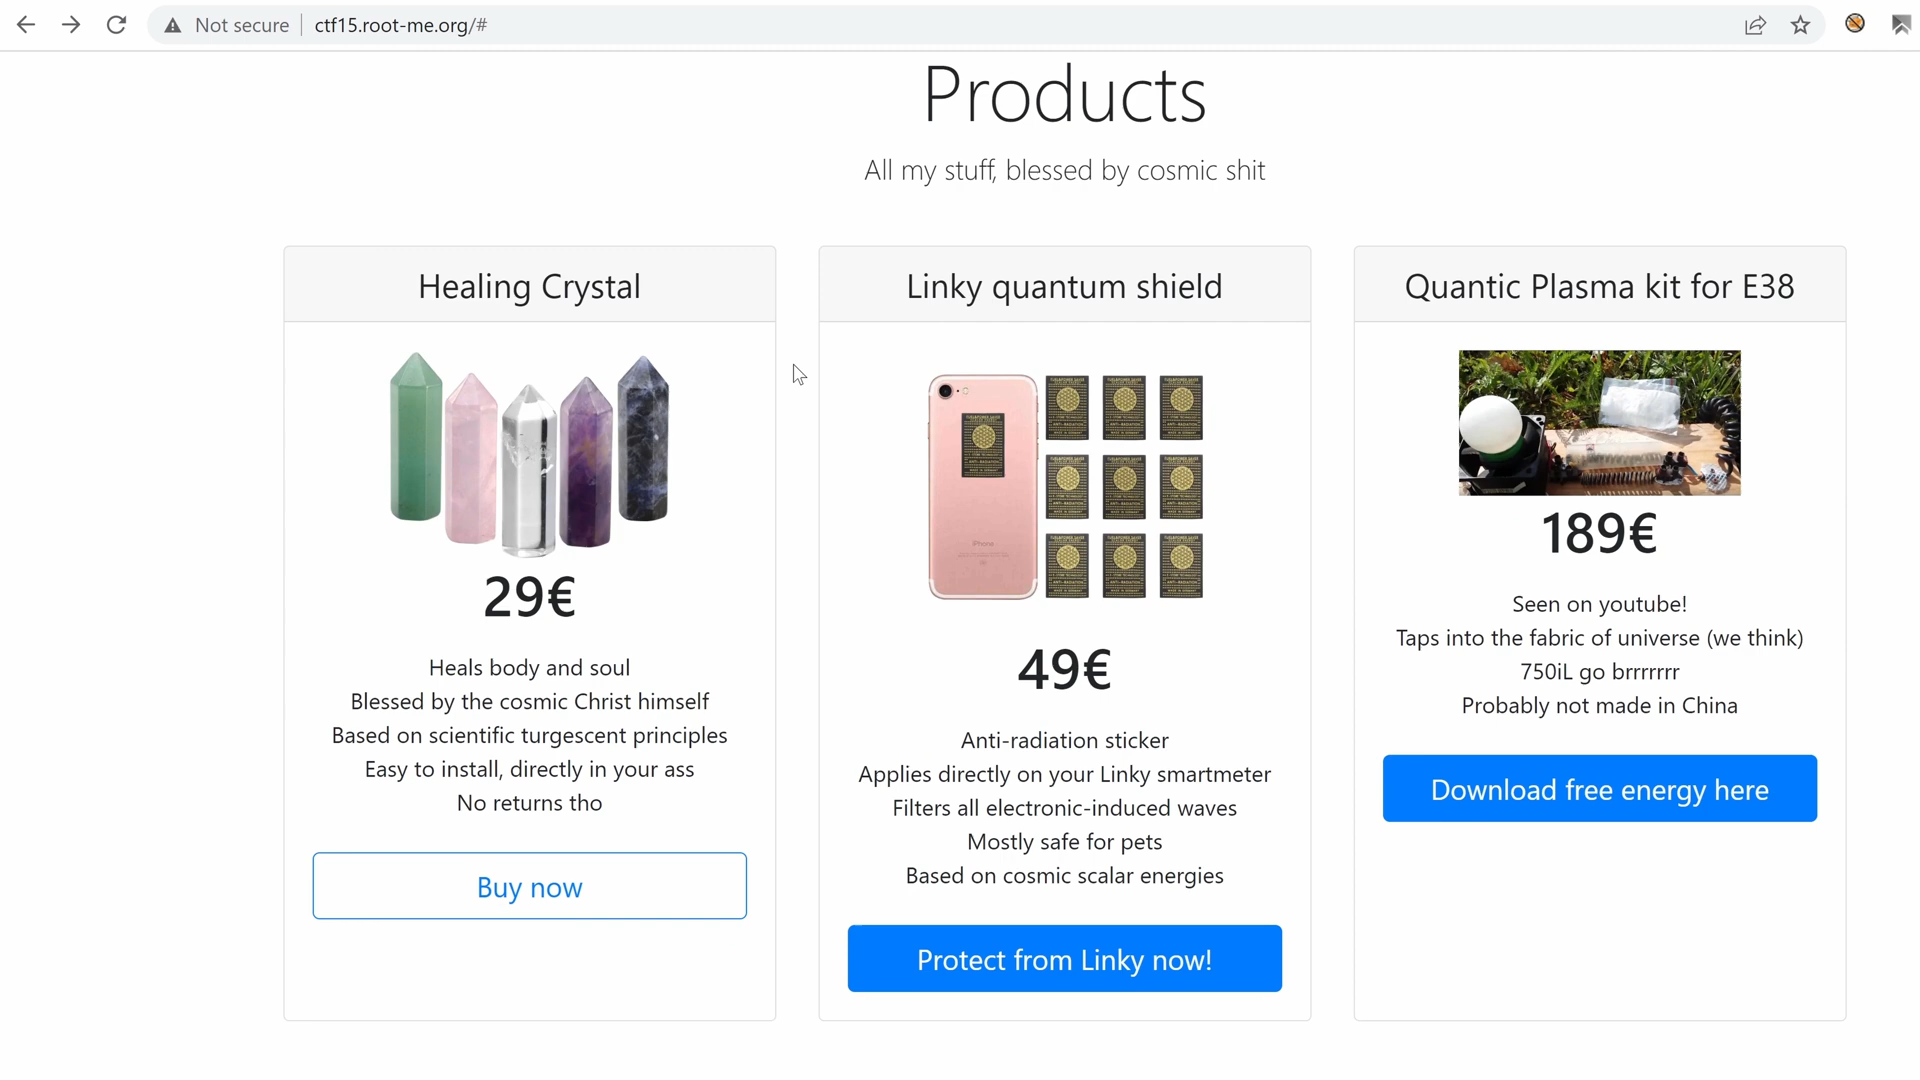 Not secure
ctf15.root-me.org/#
Products
All my stuff, blessed by cosmic shit
Healing Crystal
29€
Heals body and soul
Blessed by the cosmic Christ himself
Based on scientific turgescent principles
Easy to install, directly in your ass
No returns tho
Buy now
Linky quantum shield
iPhone
ANTI-RADIATION
49€
Anti-radiation sticker
Applies directly on your Linky smartmeter
Filters all electronic-induced waves
Mostly safe for pets
Based on cosmic scalar energies
Protect from Linky now!
Quantic Plasma kit for E38
189€
Seen on youtube!
Taps into the fabric of universe (we think)
750iL go brrrrrrr
Probably not made in China
Download free energy here